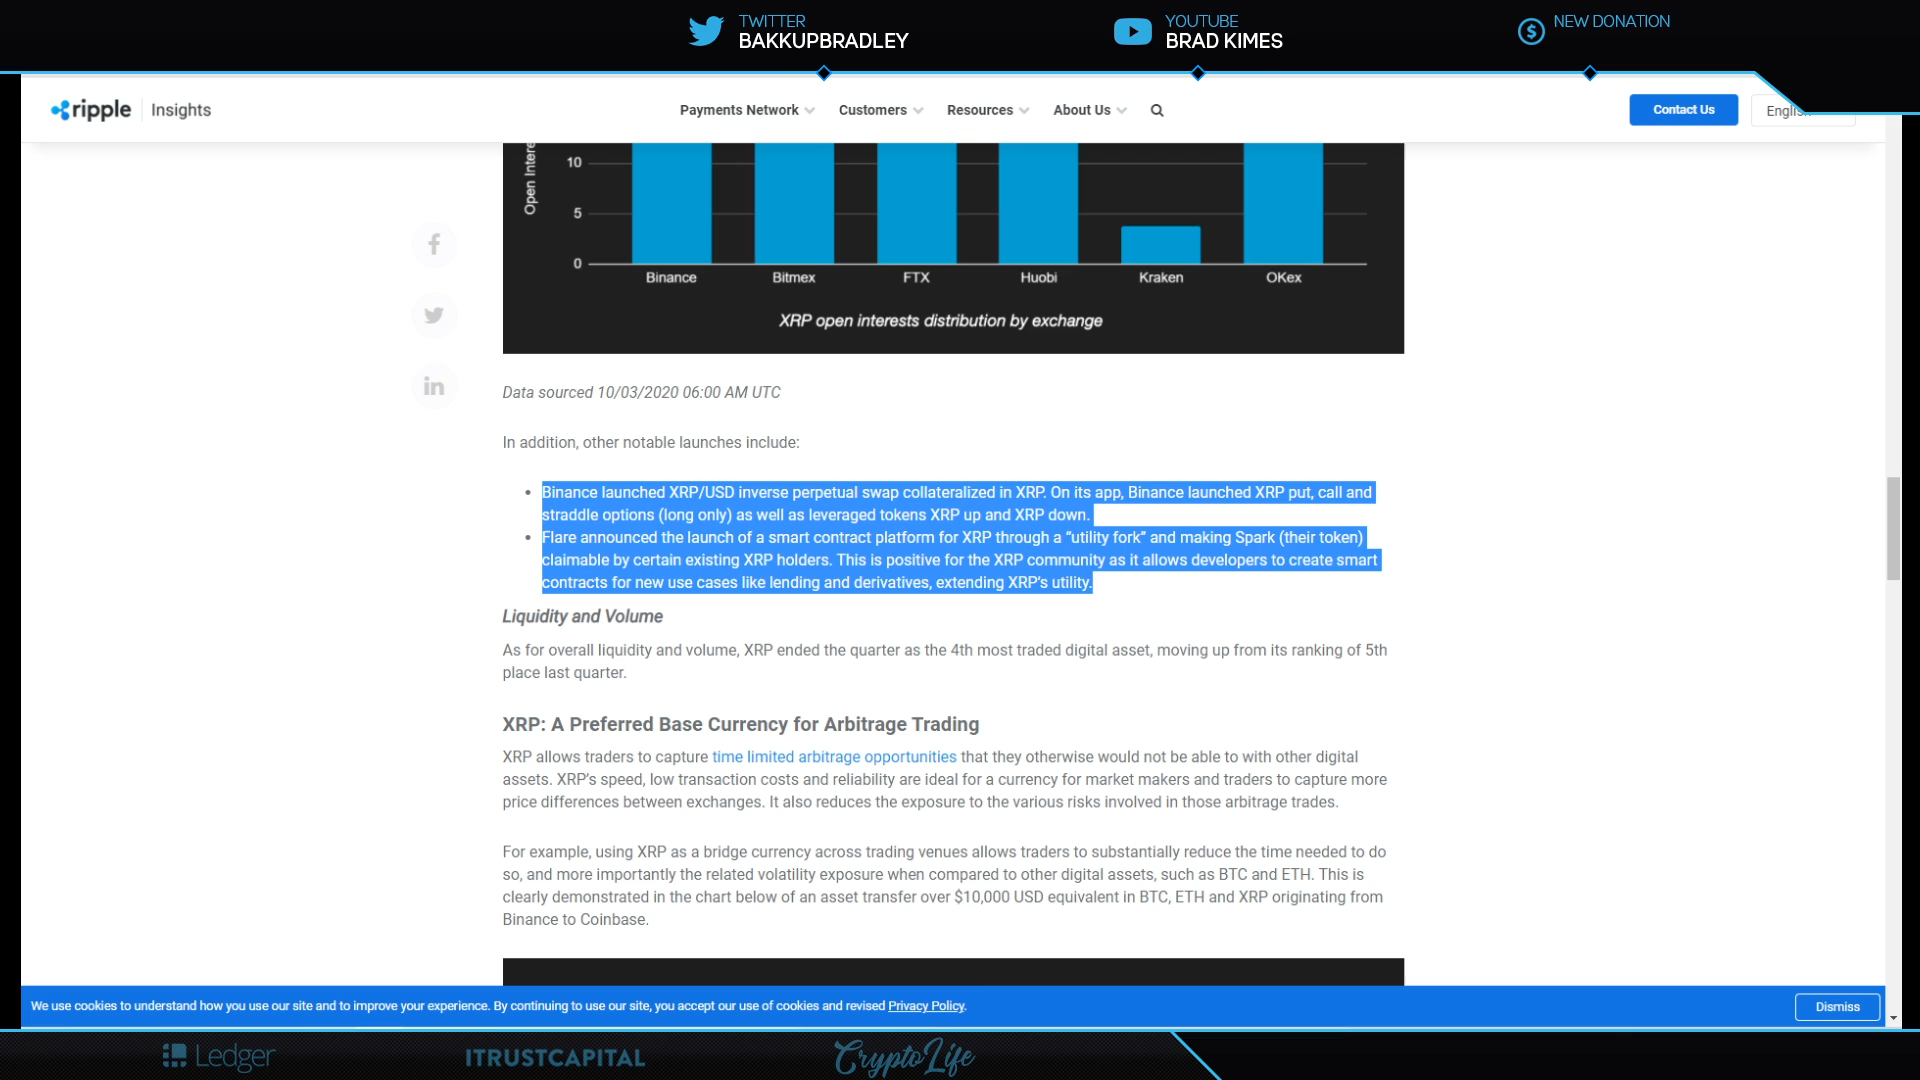 TWITTER
BAKKUPBRADLEY
YOUTUBE
BRAD KIMES
NEW DONATION
ripple
Insights
Payments Network
Customers
Resources
About Us
Contact Us
10
5
0
Binance
Bitmex
FTX
Huobi
Kraken
OKex
XRP open interests distribution by exchange
Data sourced 10/03/2020 06:00 AM UTC
In addition, other notable launches include:
• Binance launched XRP/USD inverse perpetual swap collateralized in XRP. On its app, Binance launched XRP put, call and
straddle options (long only) as well as leveraged tokens XRP up and XRP down.
• Flare announced the launch of a smart contract platform for XRP through a “utility fork” and making Spark (their token)
claimable by certain existing XRP holders. This is positive for the XRP community as it allows developers to create smart
contracts for new use cases like lending and derivatives, extending XRP’s utility.
Liquidity and Volume
As for overall liquidity and volume, XRP ended the quarter as the 4th most traded digital asset, moving up from its ranking of 5th
place last quarter.
XRP: A Preferred Base Currency for Arbitrage Trading
XRP allows traders to capture time limited arbitrage opportunities that they otherwise would not be able to with other digital
assets. XRP’s speed, low transaction costs and reliability are ideal for a currency for market makers and traders to capture more
price differences between exchanges. It also reduces the exposure to the various risks involved in those arbitrage trades.
For example, using XRP as a bridge currency across trading venues allows traders to substantially reduce the time needed to do
so, and more importantly the related volatility exposure when compared to other digital assets, such as BTC and ETH. This is
clearly demonstrated in the chart below of an asset transfer over $10,000 USD equivalent in BTC, ETH and XRP originating from
Binance to Coinbase.
We use cookies to understand how you use our site and to improve your experience. By continuing to use our site, you accept our use of cookies and revised Privacy Policy.
Dismiss
Ledger
ITRUSTCAPITAL
CryptoLife